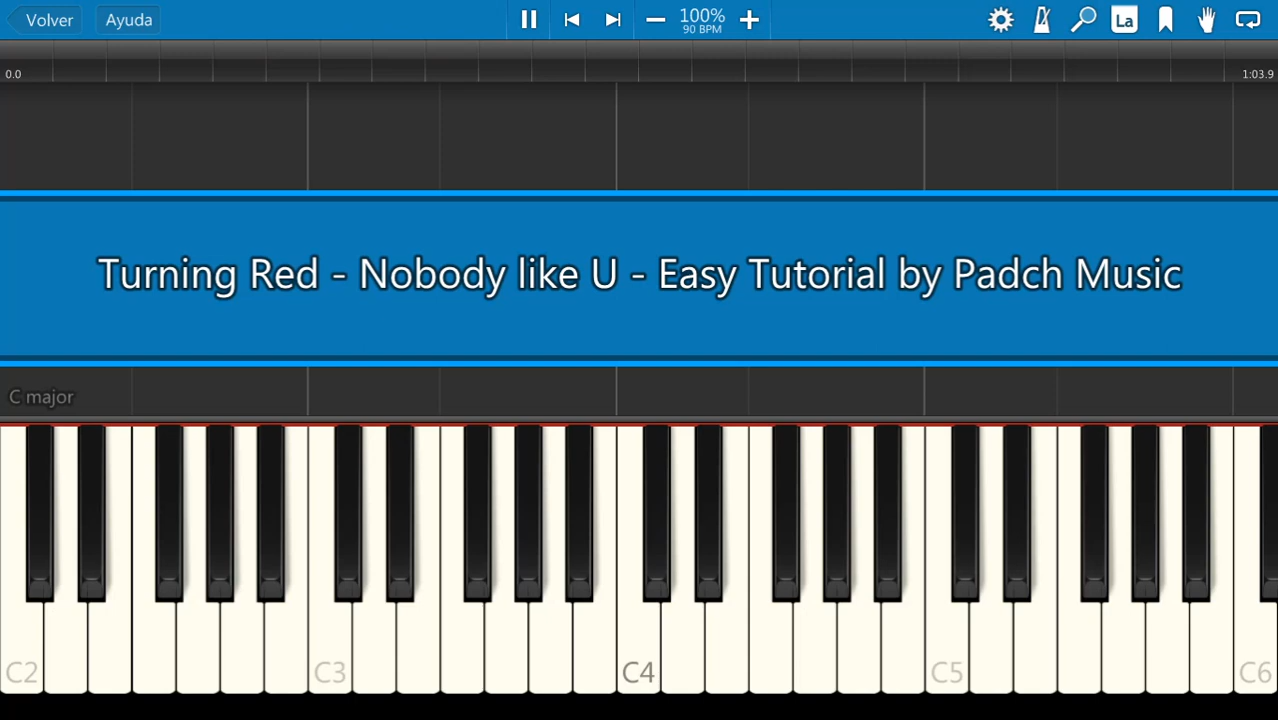 Volver
Ayuda
100%
90 BPM
La
0.0
1:03.9
Turning Red - Nobody like U - Easy Tutorial by Padch Music
C major
C2
C3
C4
C5
C6